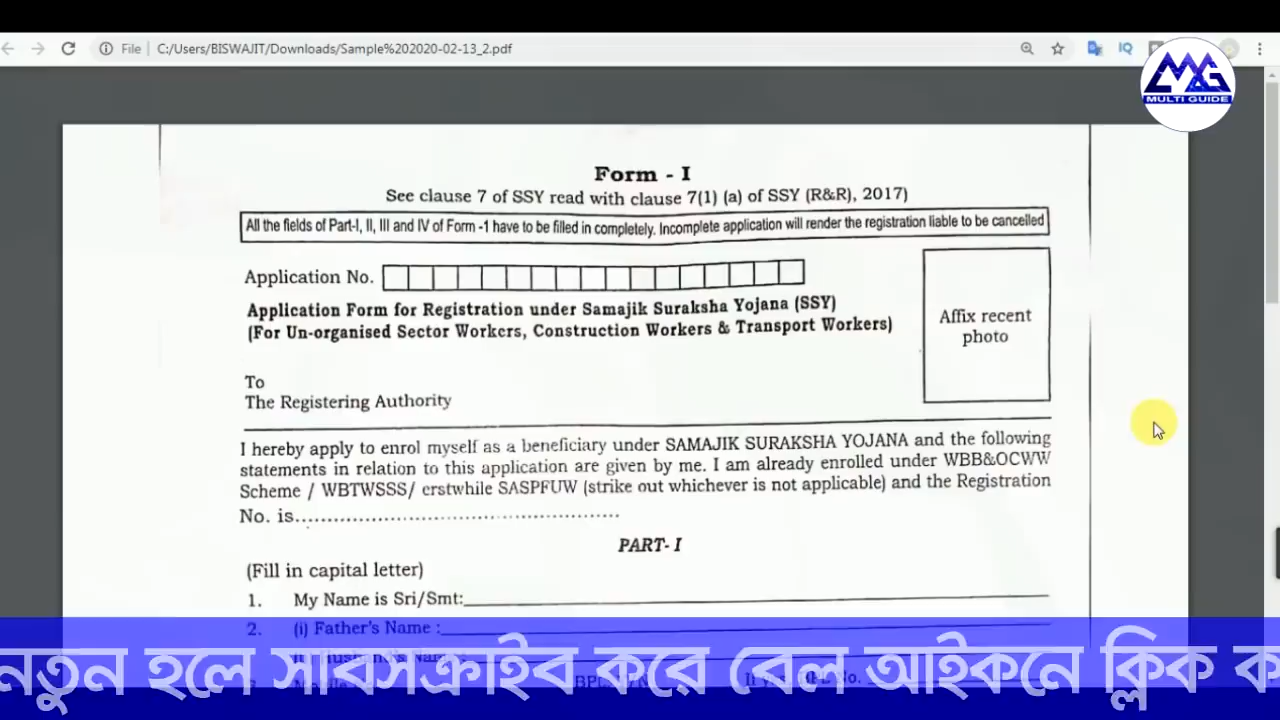 File | C:/Users/BISWAJIT/Downloads/Sample%202020-02-13_2.pdf
MG
MULTI GUIDE
Form - I
See clause 7 of SSY read with clause 7(1) (a) of SSY (R&R), 2017)
All the fields of Part-I, II, III and IV of Form -1 have to be filled in completely. Incomplete application will render the registration liable to be cancelled
Application No.
Application Form for Registration under Samajik Suraksha Yojana (SSY)
(For Un-organised Sector Workers, Construction Workers & Transport Workers)
Affix recent
photo
To
The Registering Authority
I hereby apply to enrol myself as a beneficiary under SAMAJIK SURAKSHA YOJANA and the following
statements in relation to this application are given by me. I am already enrolled under WBB&OCWW
Scheme / WBTWSSS/ erstwhile SASPFUW (strike out whichever is not applicable) and the Registration
No. is..................................................
PART- I
(Fill in capital letter)
1. My Name is Sri/Smt:
2. (i) Father's Name :
নতুন হলে সাবসক্রাইব করে বেল আইকনে ক্লিক ক